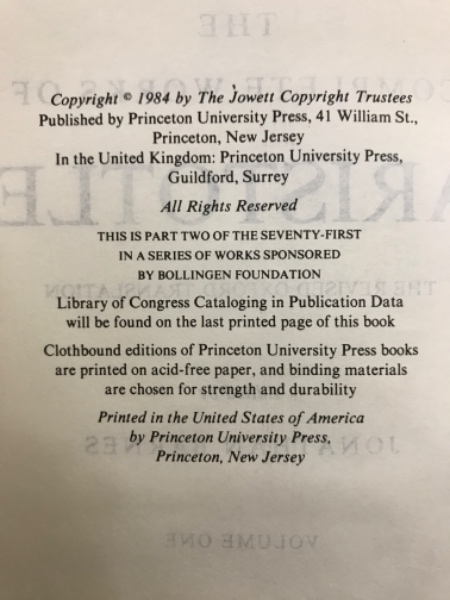 Copyright © 1984 by The Jowett Copyright Trustees
Published by Princeton University Press, 41 William St.,
Princeton, New Jersey
In the United Kingdom: Princeton University Press,
Guildford, Surrey
All Rights Reserved
THIS IS PART TWO OF THE SEVENTY-FIRST
IN A SERIES OF WORKS SPONSORED
BY BOLLINGEN FOUNDATION
Library of Congress Cataloging in Publication Data
will be found on the last printed page of this book
Clothbound editions of Princeton University Press books
are printed on acid-free paper, and binding materials
are chosen for strength and durability
Printed in the United States of America
by Princeton University Press,
Princeton, New Jersey